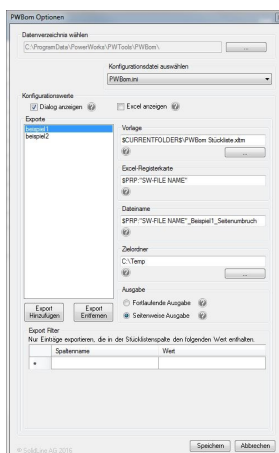 PWBom Optionen
Datenverzeichnis wählen
C:\ProgramData\PowerWorks\PWTools\PWBom\
...
Konfigurationsdatei auswählen
PWBom.ini
Konfigurationswerte
Dialog anzeigen
Excel anzeigen
Exporte
beispiel1
beispiel2
Vorlage
$CURRENTFOLDER$\PWBom Stückliste.xltm
...
Excel-Registerkarte
$PRP:"SW-FILE NAME"
Dateiname
$PRP:"SW-FILE NAME"_Beispiel1_Seitenumbruch
Zielordner
C:\Temp
...
Ausgabe
Fortlaufende Ausgabe
Seitenweise Ausgabe
Export Hinzufügen
Export Entfernen
Export Filter
Nur Einträge exportieren, die in der Stücklistenspalte den folgenden Wert enthalten.
Spaltenname Wert
*
© SolidLine AG 2016
Speichern Abbrechen